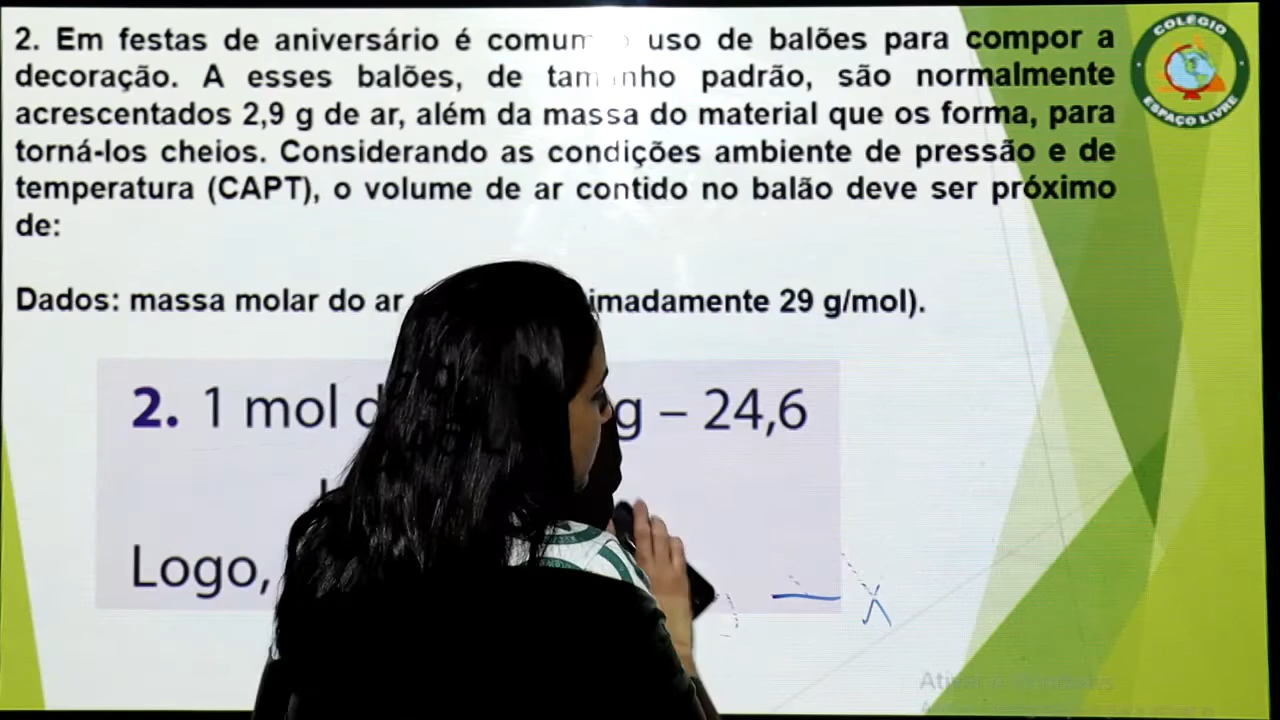 2. Em festas de aniversário é comum o uso de balões para compor a
decoração. A esses balões, de tamanho padrão, são normalmente
acrescentados 2,9 g de ar, além da massa do material que os forma, para
torná-los cheios. Considerando as condições ambiente de pressão e de
temperatura (CAPT), o volume de ar contido no balão deve ser próximo
de:
Dados: massa molar do ar imadamente 29 g/mol).
2. 1 mol d g – 24,6
Logo,
x
COLÉGIO
ESPAÇO LIVRE